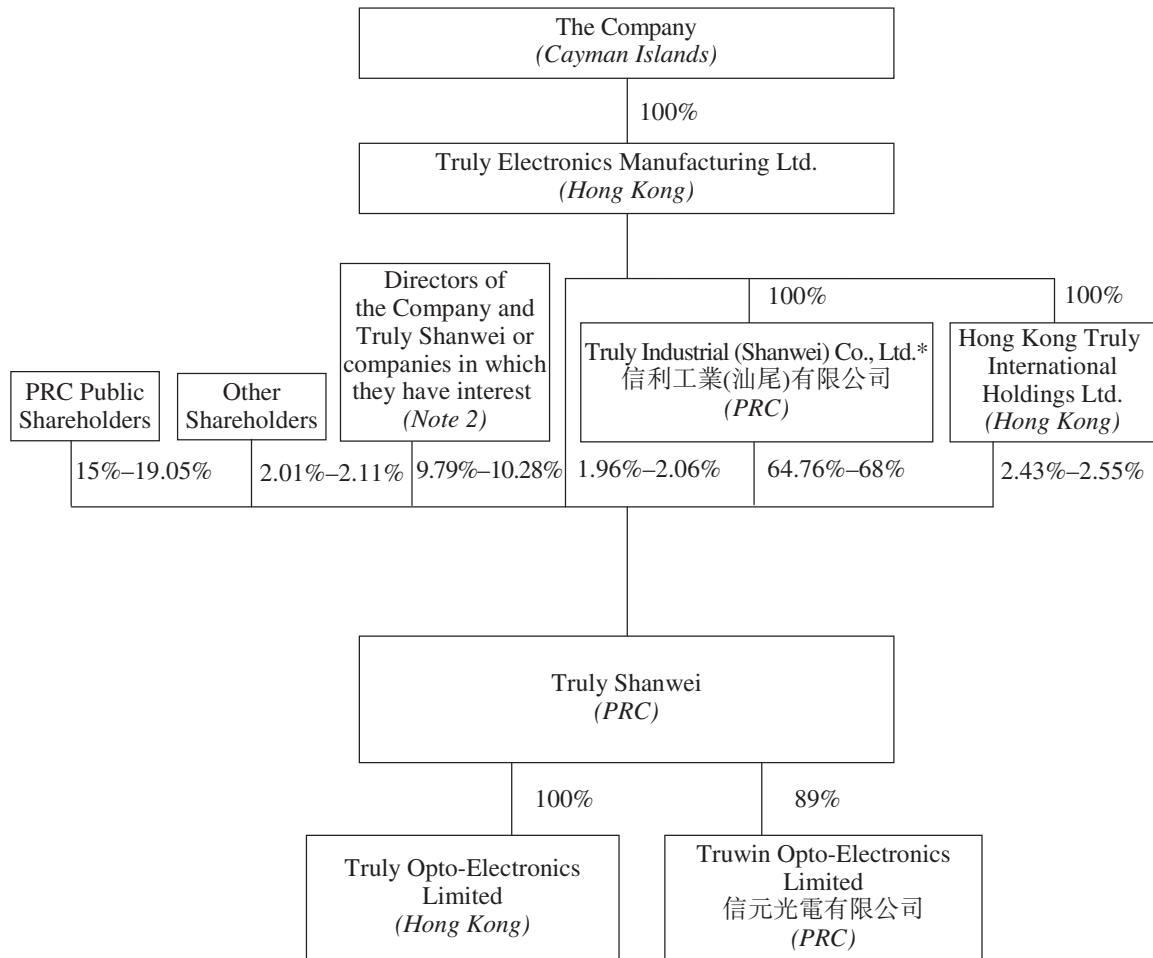 The Company
(Cayman Islands)
100%
Truly Electronics Manufacturing Ltd.
(Hong Kong)
Directors of
the Company and
Truly Shanwei or
companies in which
they have interest
(Note 2)
100%
100%
PRC Public
Shareholders
Other
Shareholders
Truly Industrial (Shanwei) Co., Ltd.*
信利工業(汕尾)有限公司
(PRC)
Hong Kong Truly
International
Holdings Ltd.
(Hong Kong)
15%–19.05%
2.01%–2.11%
9.79%–10.28%
1.96%–2.06%
64.76%–68%
2.43%–2.55%
Truly Shanwei
(PRC)
100%
89%
Truly Opto-Electronics
Limited
(Hong Kong)
Truwin Opto-Electronics
Limited
信元光電有限公司
(PRC)